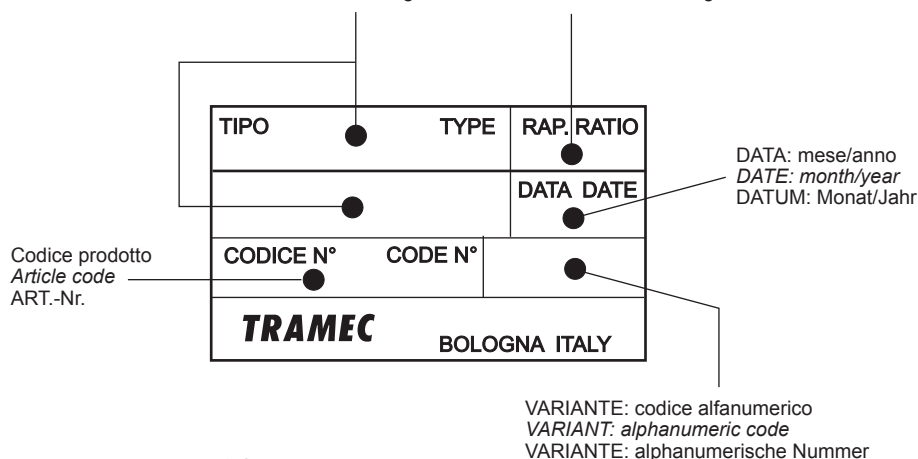 TIPO TYPE RAP. RATIO
DATA DATE
DATA: mese/anno
DATE: month/year
DATUM: Monat/Jahr
CODICE N° CODE N°
Codice prodotto
Article code
ART.-Nr.
TRAMEC
BOLOGNA ITALY
VARIANTE: codice alfanumerico
VARIANT: alphanumeric code
VARIANTE: alphanumerische Nummer